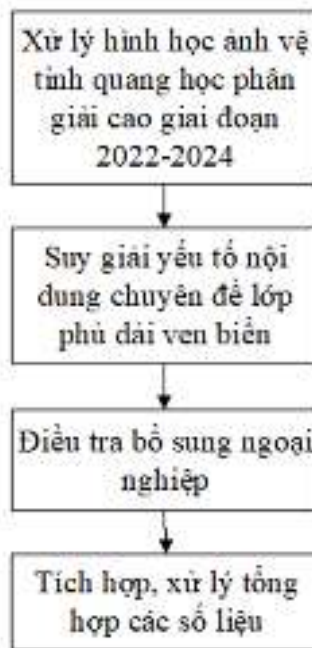 Xử lý hình học ảnh vệ
tinh quang học phân
giải cao giai đoạn
2022-2024
Suy giải yếu tố nội
dung chuyên đề lớp
phủ dải ven biển
Điều tra bổ sung ngoại
nghiệp
Tích hợp, xử lý tổng
hợp các số liệu